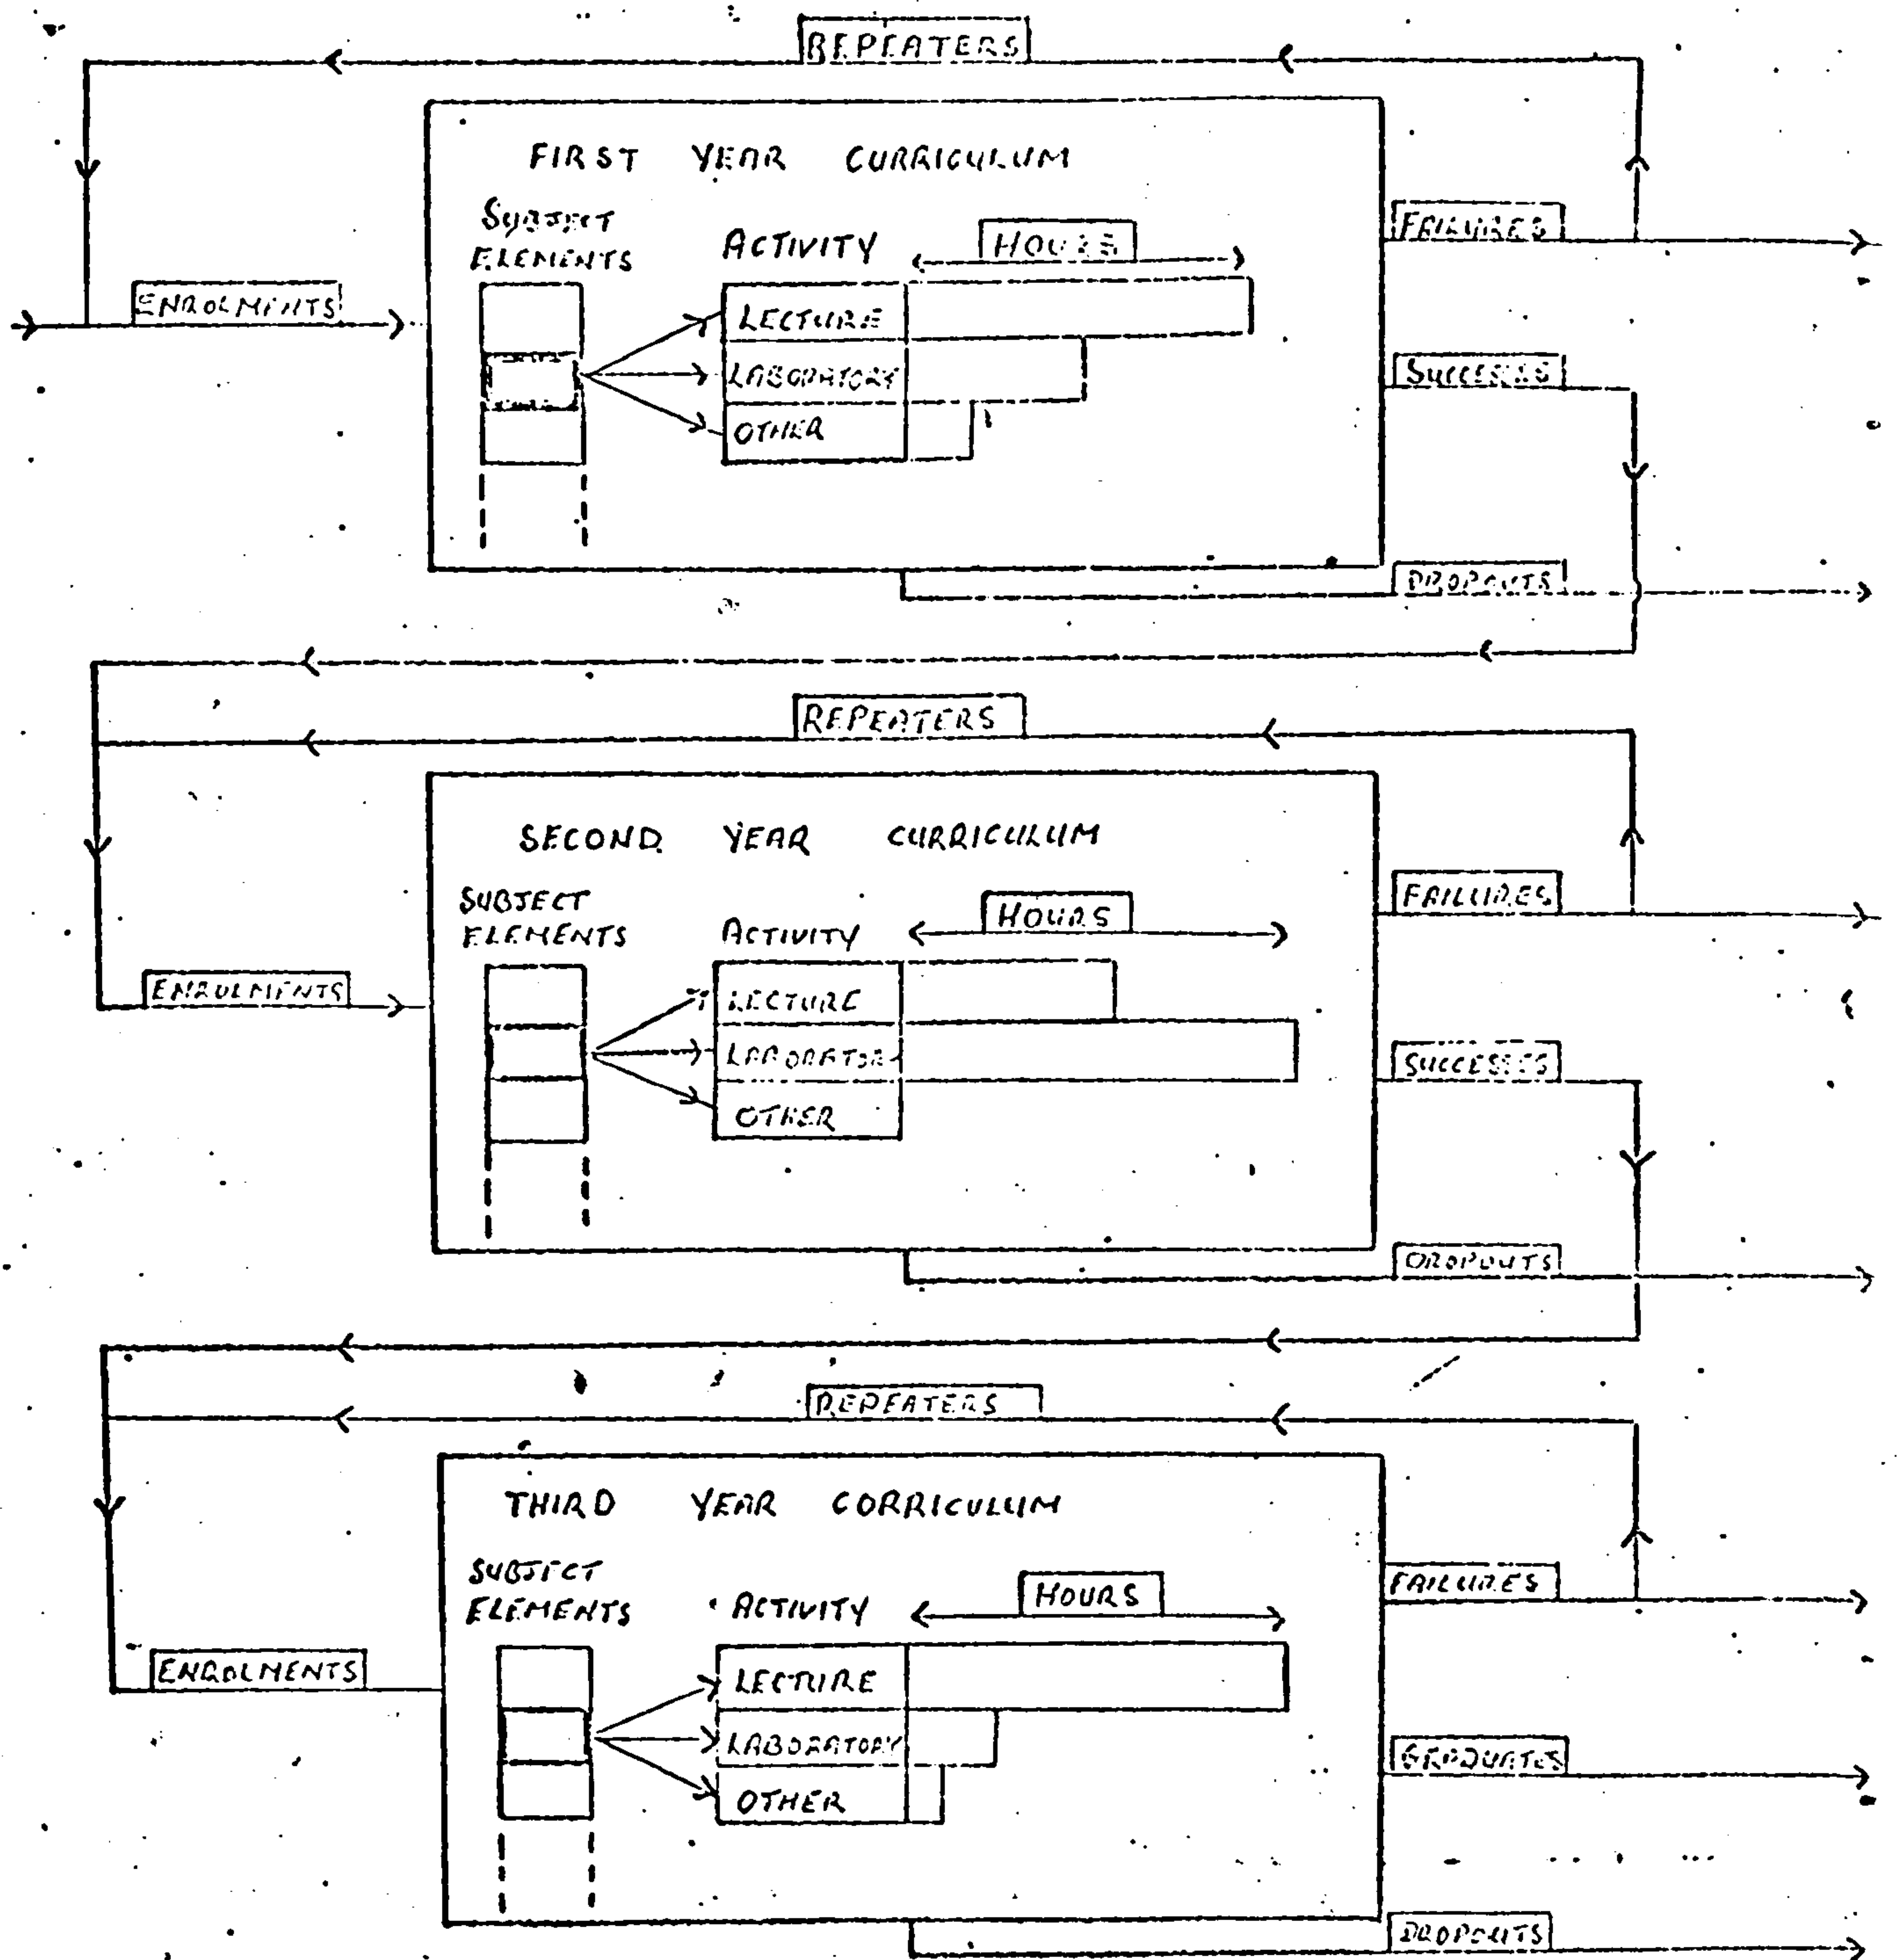 REPEATERS
FIRST YEAR CURRICULUM
SUBJECT
ELEMENTS
ACTIVITY
HOURS
FAILURES
ENROLMENTS
LECTURE
LABORATORY
OTHER
SUCCESSES
DROPOUTS
REPEATERS
SECOND YEAR CURRICULUM
SUBJECT
ELEMENTS
ACTIVITY
HOURS
FAILURES
ENROLMENTS
LECTURE
LABORATORY
OTHER
SUCCESSES
DROPOUTS
REPEATERS
THIRD YEAR CORRICULUM
SUBJECT
ELEMENTS
ACTIVITY
HOURS
FAILURES
ENROLMENTS
LECTURE
LABORATORY
OTHER
GRADUATES
DROPOUTS